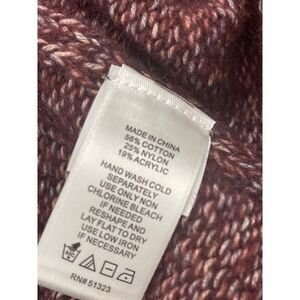 MADE IN CHINA
56% COTTON
25% NYLON
19% ACRYLIC
HAND WASH COLD
SEPARATELY
USE ONLY NON
CHLORINE BLEACH
IF NEEDED
RESHAPE AND
LAY FLAT TO DRY
USE LOW IRON
IF NECESSARY
RN# 51323